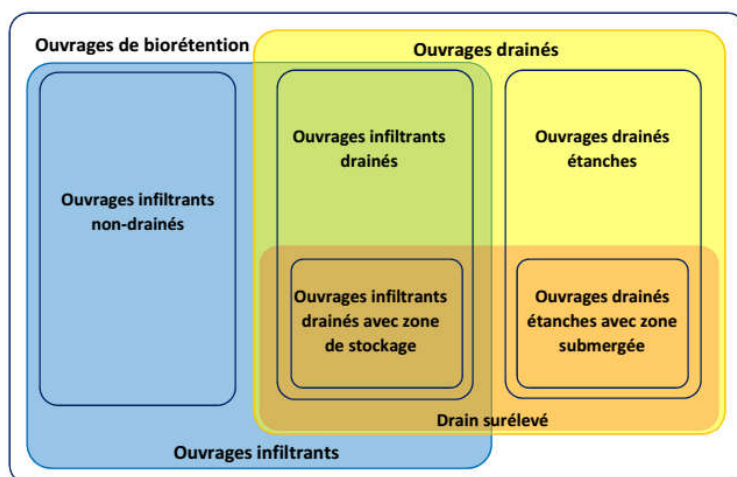 Ouvrages de biorétention
Ouvrages drainés
Ouvrages infiltrants
non-drainés
Ouvrages infiltrants
drainés
Ouvrages drainés
étanches
Ouvrages infiltrants
drainés avec zone
de stockage
Ouvrages drainés
étanches avec zone
submergée
Drain surélevé
Ouvrages infiltrants